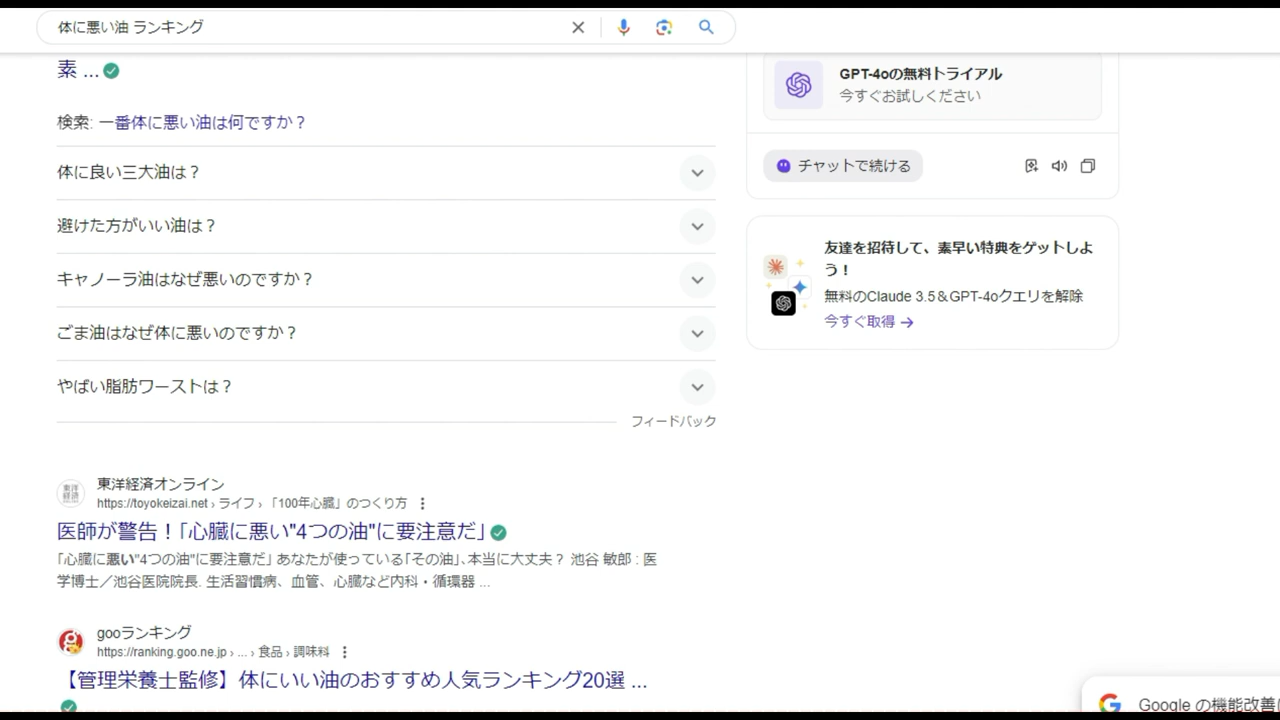 体に悪い油 ランキング
素 ...
検索: 一番体に悪い油は何ですか？
体に良い三大油は？
避けた方がいい油は？
キャノーラ油はなぜ悪いのですか？
ごま油はなぜ体に悪いのですか？
やばい脂肪ワーストは？
フィードバック
東洋経済オンライン
https://toyokeizai.net › ライフ › 「100年心臓」のつくり方
医師が警告！「心臓に悪い"4つの油"に要注意だ」
「心臓に悪い"4つの油"に要注意だ」 あなたが使っている「その油」､本当に大丈夫？ 池谷 敏郎 : 医
学博士／池谷医院院長. 生活習慣病、血管、心臓など内科・循環器 ...
gooランキング
https://ranking.goo.ne.jp › ... › 食品 › 調味料
【管理栄養士監修】体にいい油のおすすめ人気ランキング20選 ...
GPT-4oの無料トライアル
今すぐお試しください
チャットで続ける
友達を招待して、素早い特典をゲットしよ
う！
無料のClaude 3.5＆GPT-4oクエリを解除
今すぐ取得 →
Google の機能改善に